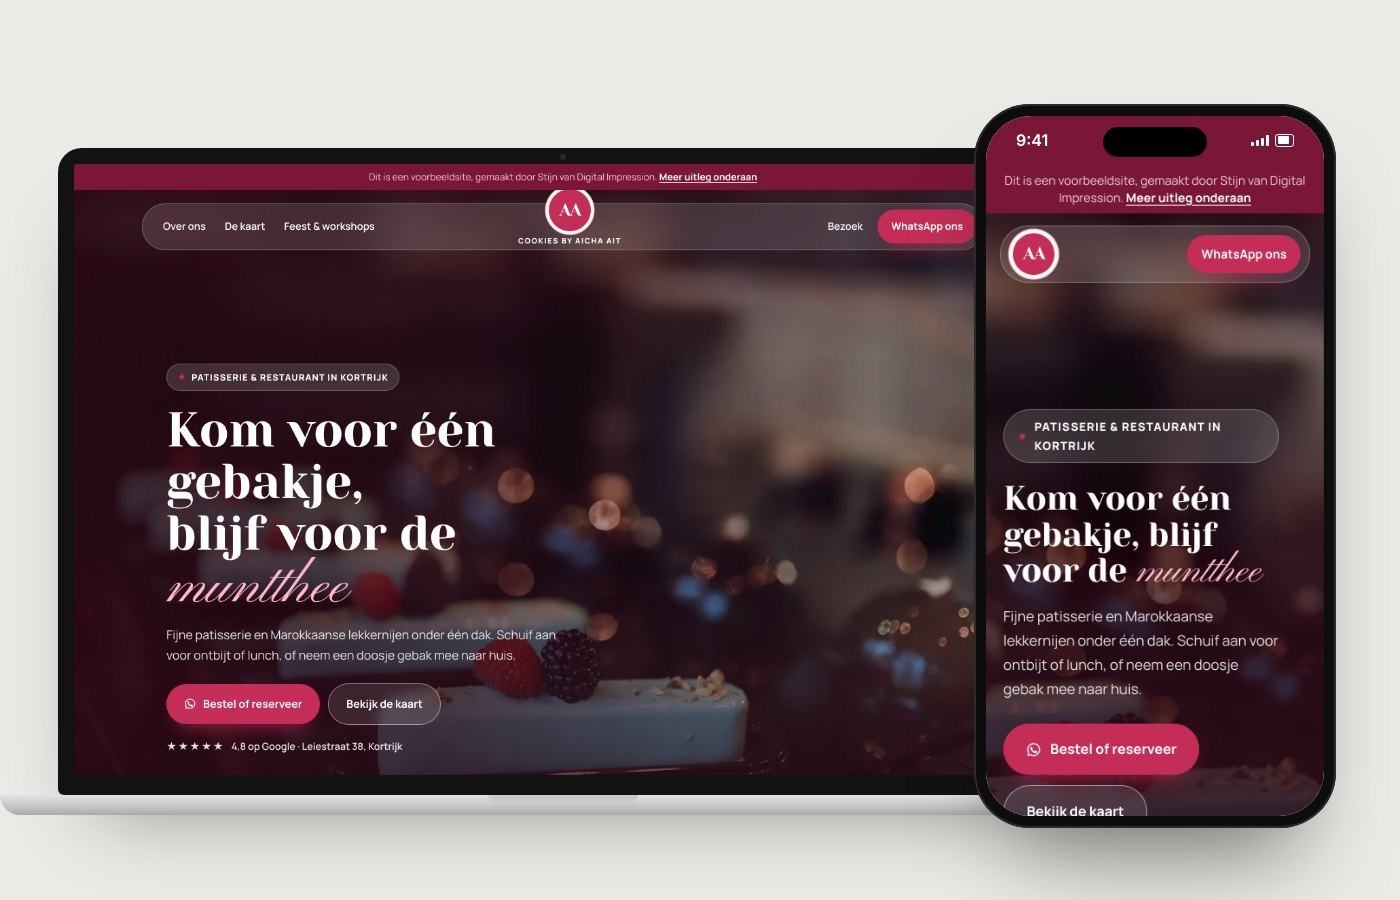 Dit is een voorbeeldsite, gemaakt door Stijn van Digital Impression. Meer uitleg onderaan
Over ons De kaart Feest & workshops
AA
COOKIES BY AICHA AIT
Bezoek WhatsApp ons
★ PATISSERIE & RESTAURANT IN KORTRIJK
Kom voor één
gebakje,
blijf voor de
muntthee
Fijne patisserie en Marokkaanse lekkernijen onder één dak. Schuif aan
voor ontbijt of lunch, of neem een doosje gebak mee naar huis.
Bestel of reserveer Bekijk de kaart
★★★★★ 4,8 op Google · Leiestraat 38, Kortrijk
9:41
Dit is een voorbeeldsite, gemaakt door Stijn van Digital
Impression. Meer uitleg onderaan
AA WhatsApp ons
★ PATISSERIE & RESTAURANT IN
KORTRIJK
Kom voor één
gebakje, blijf
voor de muntthee
Fijne patisserie en Marokkaanse
lekkernijen onder één dak. Schuif aan voor
ontbijt of lunch, of neem een doosje
gebak mee naar huis.
Bestel of reserveer
Bekijk de kaart